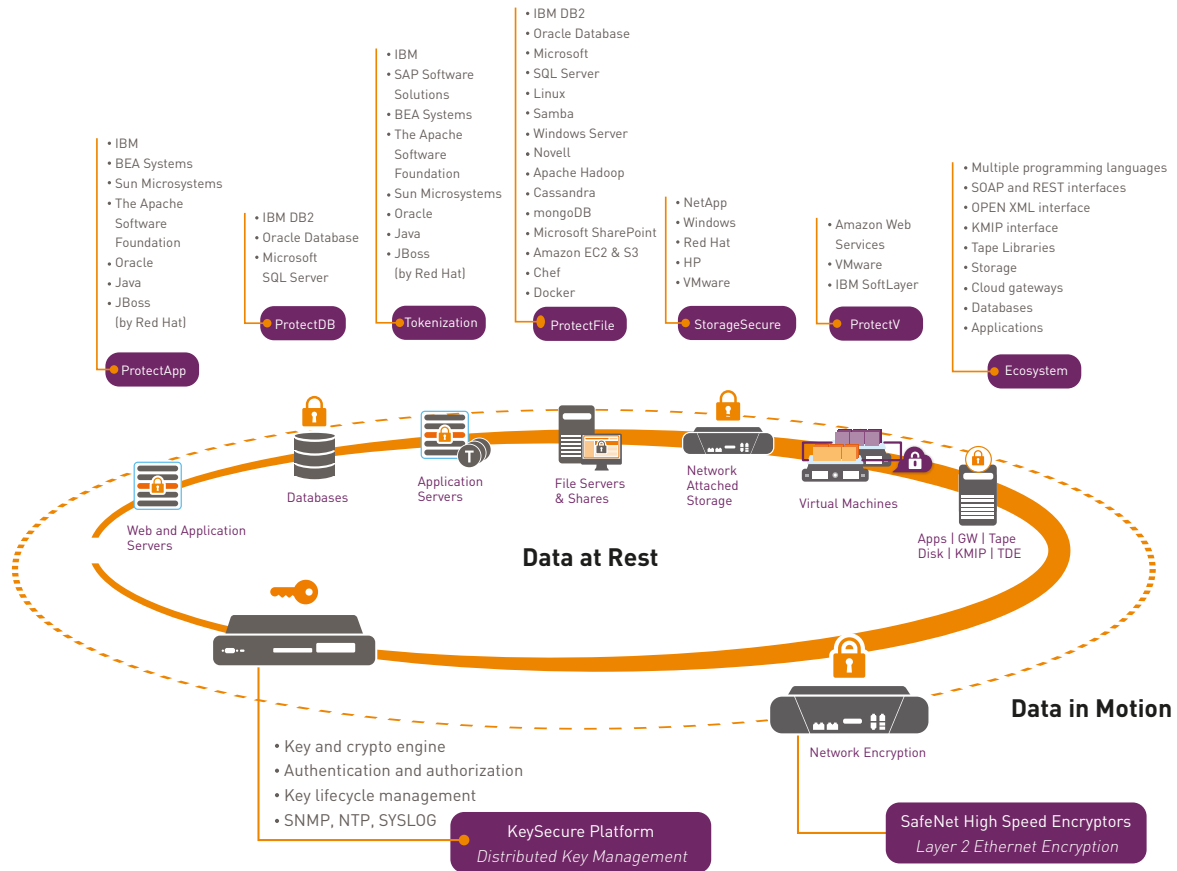 • IBM
• BEA Systems
• Sun Microsystems
• The Apache
Software
Foundation
• Oracle
• Java
• JBoss
(by Red Hat)
ProtectApp
• IBM DB2
• Oracle Database
• Microsoft
SQL Server
ProtectDB
• IBM
• SAP Software
Solutions
• BEA Systems
• The Apache
Software
Foundation
• Sun Microsystems
• Oracle
• Java
• JBoss
(by Red Hat)
Tokenization
• IBM DB2
• Oracle Database
• Microsoft
• SQL Server
• Linux
• Samba
• Windows Server
• Novell
• Apache Hadoop
• Cassandra
• mongoDB
• Microsoft SharePoint
• Amazon EC2 & S3
• Chef
• Docker
ProtectFile
• NetApp
• Windows
• Red Hat
• HP
• VMware
StorageSecure
• Amazon Web
Services
• VMware
• IBM SoftLayer
ProtectV
• Multiple programming languages
• SOAP and REST interfaces
• OPEN XML interface
• KMIP interface
• Tape Libraries
• Storage
• Cloud gateways
• Databases
• Applications
Ecosystem
Web and Application
Servers
Databases
T
Application
Servers
File Servers
& Shares
Network
Attached
Storage
Virtual Machines
Apps | GW | Tape
Disk | KMIP | TDE
Data at Rest
Data in Motion
Network Encryption
• Key and crypto engine
• Authentication and authorization
• Key lifecycle management
• SNMP, NTP, SYSLOG
KeySecure Platform
Distributed Key Management
SafeNet High Speed Encryptors
Layer 2 Ethernet Encryption